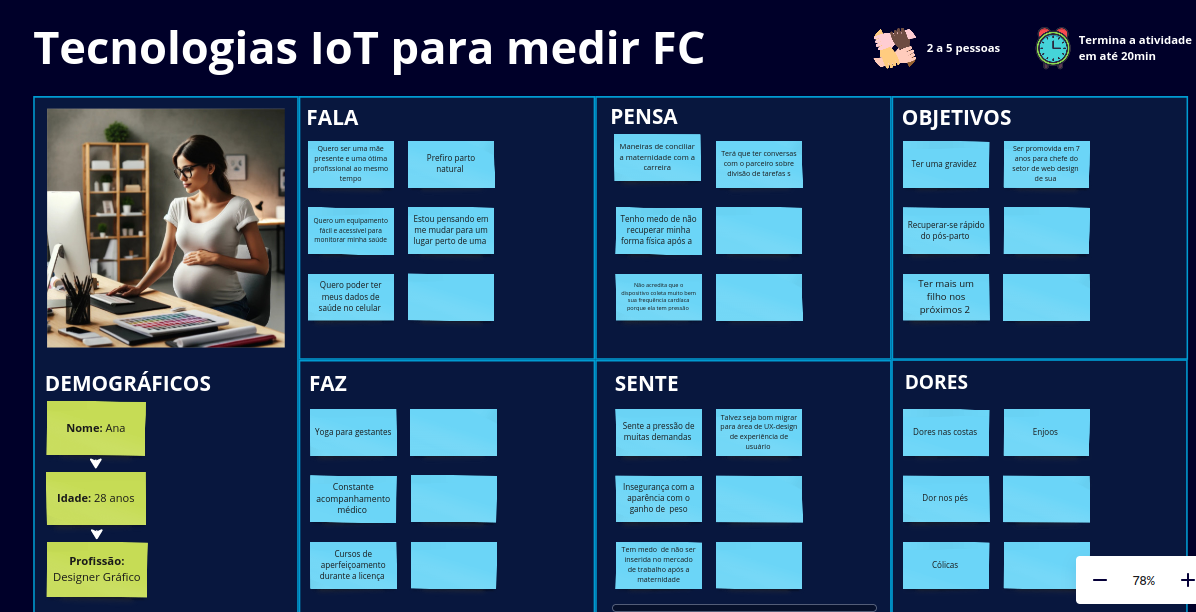 Tecnologias IoT para medir FC
2 a 5 pessoas
Termina a atividade
em até 20min
FALA
Quero ser uma mãe
presente e uma ótima
profissional ao mesmo
tempo
Prefiro parto
natural
Quero um equipamento
fácil e acessível para
monitorar minha saúde
Estou pensando em
me mudar para um
lugar perto de uma
Quero poder ter
meus dados de
saúde no celular
PENSA
Maneiras de conciliar
a maternidade com a
carreira
Terá que ter conversas
com o parceiro sobre
divisão de tarefas s
Tenho medo de não
recuperar minha
forma física após a
Não acredita que o
dispositivo coleta muito bem
sua frequência cardíaca
porque ela tem pressão
OBJETIVOS
Ter uma gravidez
Ser promovida em 7
anos para chefe do
setor de web design
de sua
Recuperar-se rápido
do pós-parto
Ter mais um
filho nos
próximos 2
DEMOGRÁFICOS
Nome: Ana
Idade: 28 anos
Profissão:
Designer Gráfico
FAZ
Yoga para gestantes
Constante
acompanhamento
médico
Cursos de
aperfeiçoamento
durante a licença
SENTE
Sente a pressão de
muitas demandas
Talvez seja bom migrar
para área de UX-design
de experiência de
usuário
Insegurança com a
aparência com o
ganho de peso
Tem medo de não ser
inserida no mercado
de trabalho após a
maternidade
DORES
Dores nas costas
Enjoos
Dor nos pés
Cólicas
78%